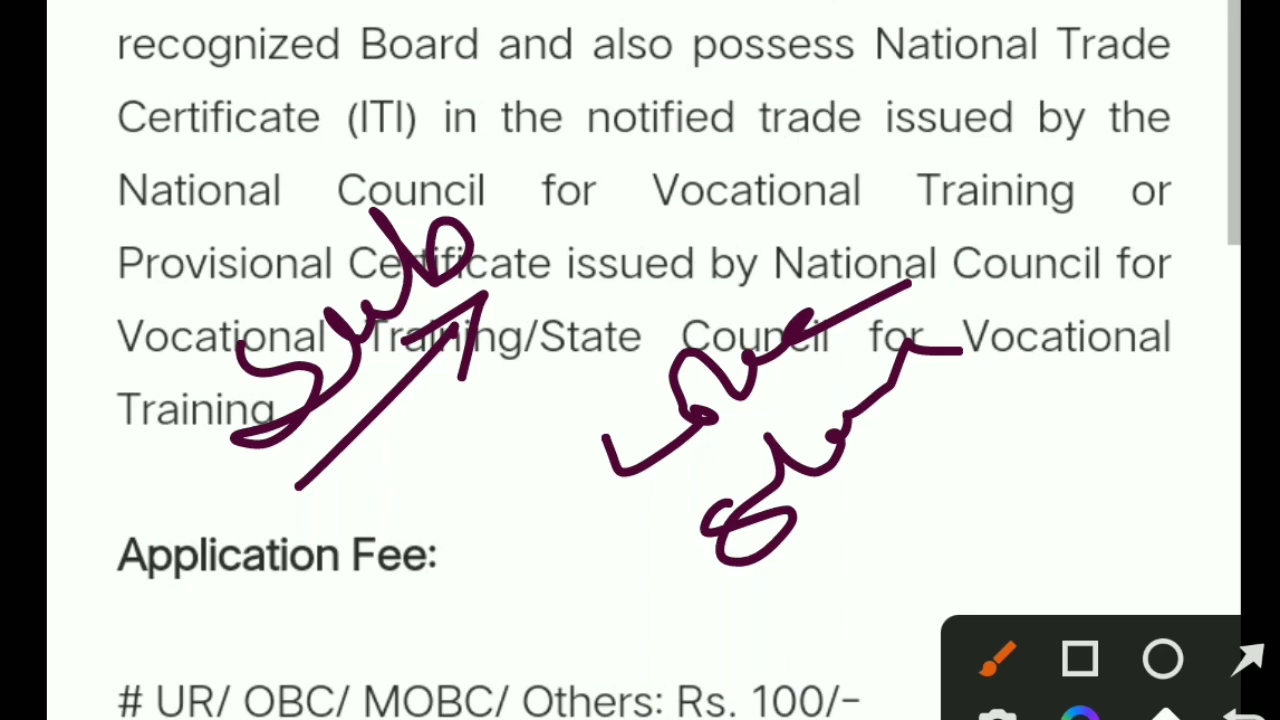 recognized Board and also possess National Trade
Certificate (ITI) in the notified trade issued by the
National Council for Vocational Training or
Provisional Certificate issued by National Council for
Vocational Training/State Council for Vocational
Training
Application Fee:
# UR/ OBC/ MOBC/ Others: Rs. 100/-